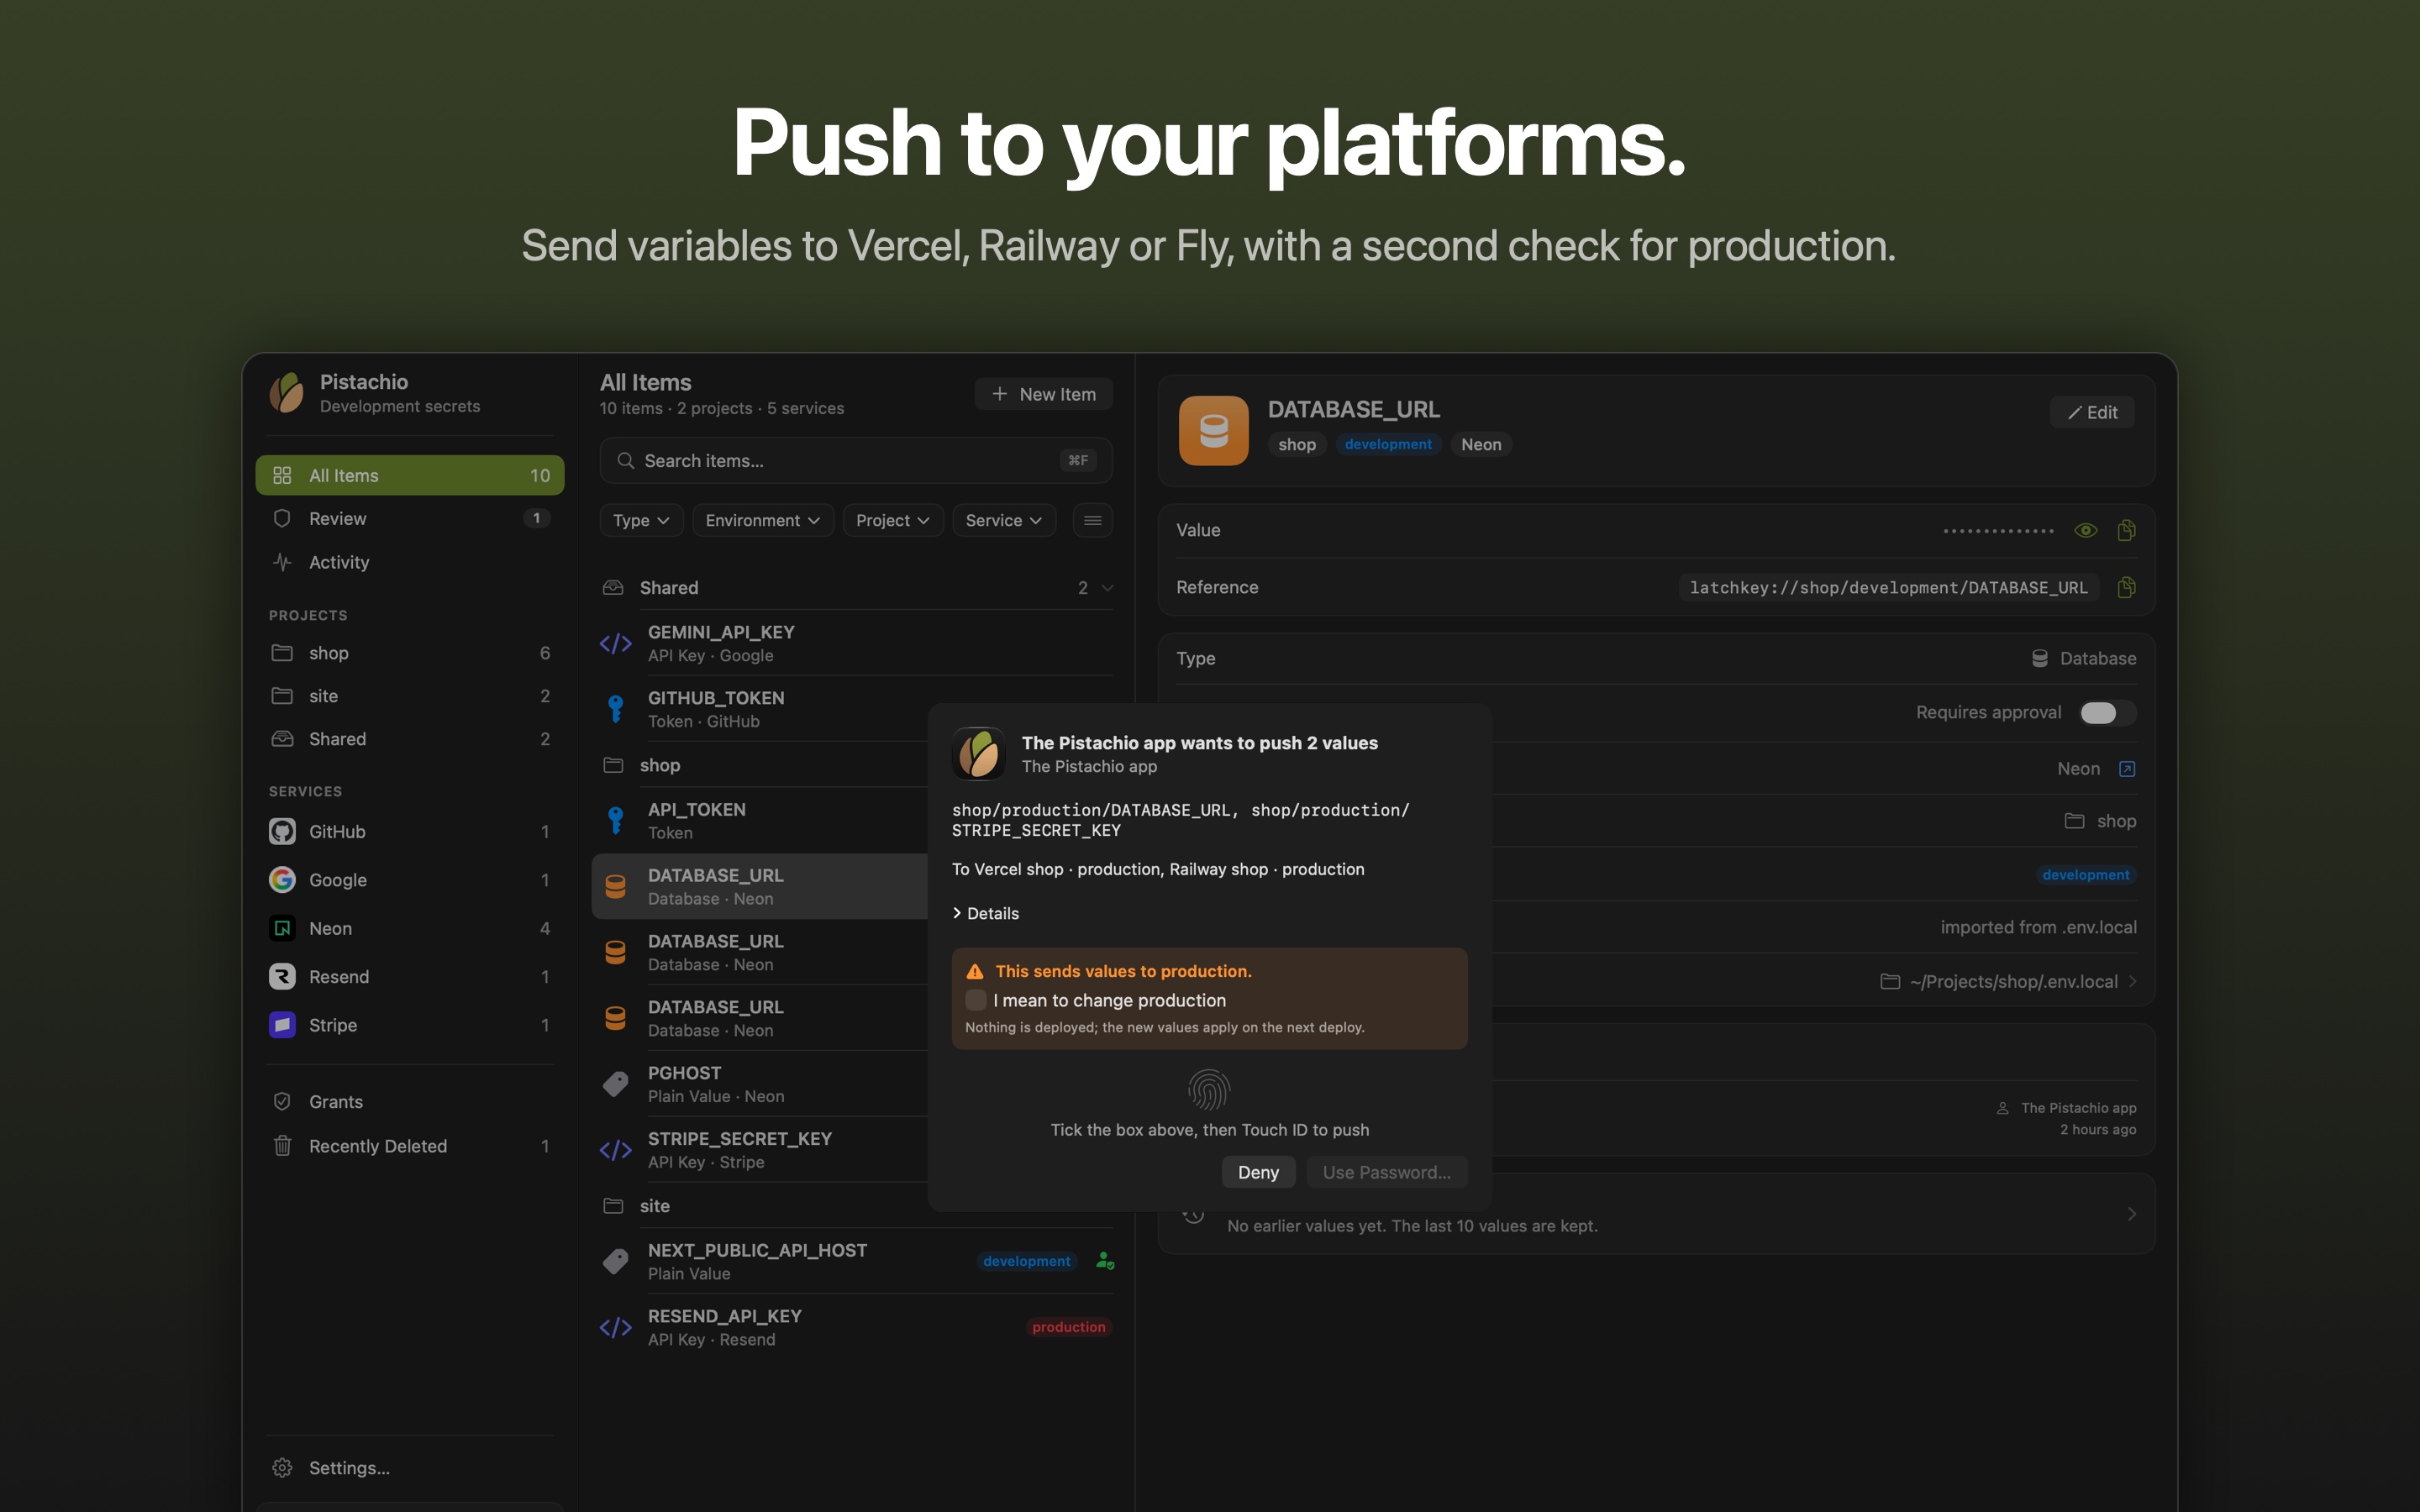 Push to your platforms.
Send variables to Vercel, Railway or Fly, with a second check for production.
Pistachio
Development secrets
All Items 10
Review 1
Activity
PROJECTS
shop 6
site 2
Shared 2
SERVICES
GitHub 1
Google 1
Neon 4
Resend 1
Stripe 1
Grants
Recently Deleted 1
Settings...
All Items
10 items · 2 projects · 5 services
+ New Item
Search items... ⌘F
Type Environment Project Service
Shared 2
GEMINI_API_KEY
API Key · Google
GITHUB_TOKEN
Token · GitHub
shop
API_TOKEN
Token
DATABASE_URL
Database · Neon
DATABASE_URL
Database · Neon
DATABASE_URL
Database · Neon
PGHOST
Plain Value · Neon
STRIPE_SECRET_KEY
API Key · Stripe
site
NEXT_PUBLIC_API_HOST development
Plain Value
RESEND_API_KEY production
API Key · Resend
DATABASE_URL
shop development Neon
Edit
Value ••••••••••••••
Reference latchkey://shop/development/DATABASE_URL
Type Database
Requires approval
Neon
shop
development
imported from .env.local
~/Projects/shop/.env.local
The Pistachio app
2 hours ago
No earlier values yet. The last 10 values are kept.
The Pistachio app wants to push 2 values
The Pistachio app
shop/production/DATABASE_URL, shop/production/
STRIPE_SECRET_KEY
To Vercel shop · production, Railway shop · production
Details
This sends values to production.
I mean to change production
Nothing is deployed; the new values apply on the next deploy.
Tick the box above, then Touch ID to push
Deny Use Password...